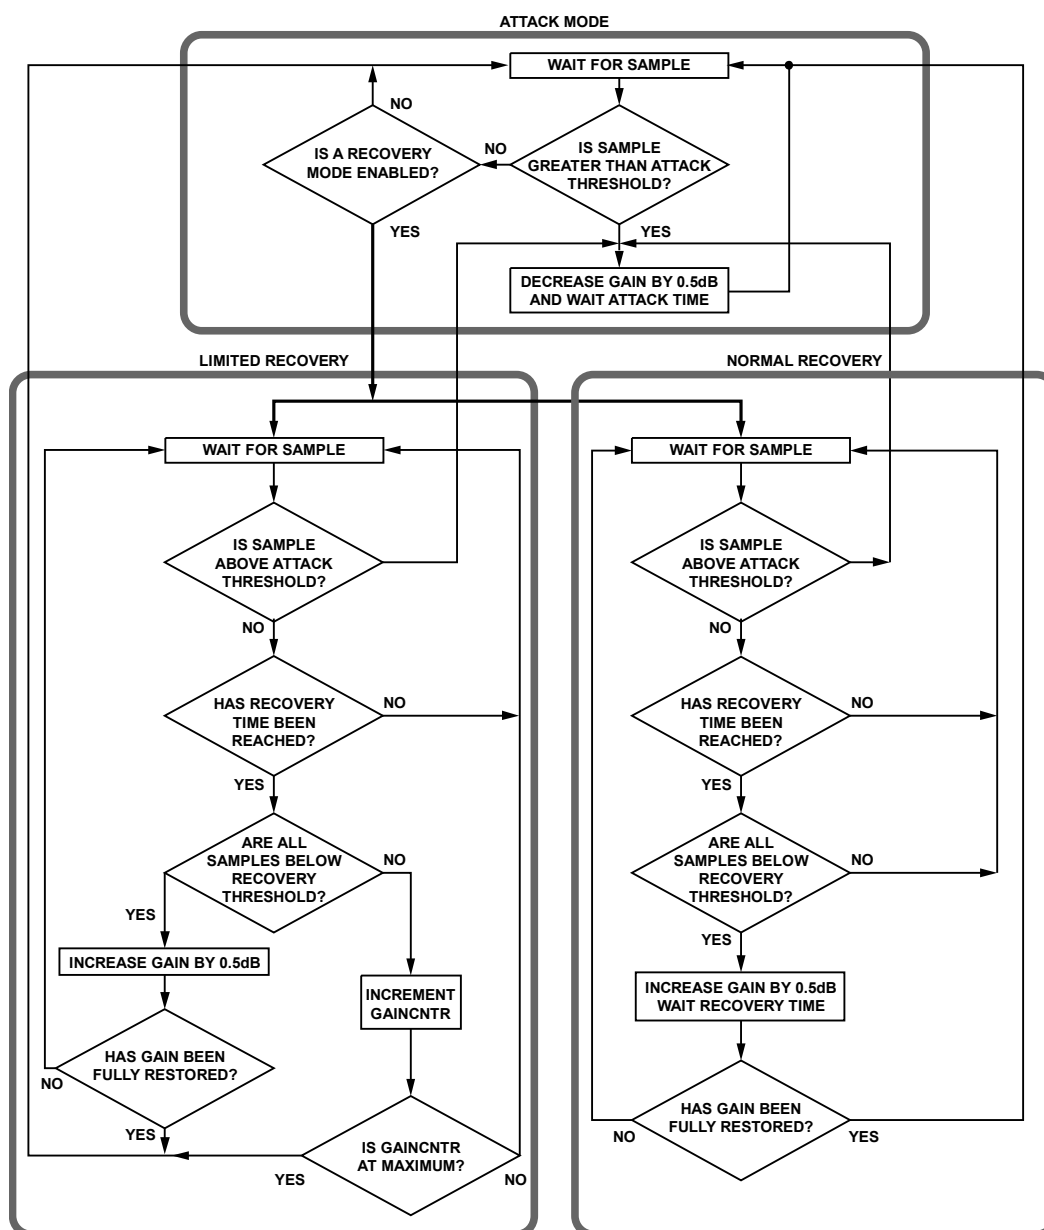 ATTACK MODE
WAIT FOR SAMPLE
NO
IS A RECOVERY
MODE ENABLED?
NO
IS SAMPLE
GREATER THAN ATTACK
THRESHOLD?
YES
YES
DECREASE GAIN BY 0.5dB
AND WAIT ATTACK TIME
LIMITED RECOVERY
WAIT FOR SAMPLE
IS SAMPLE
ABOVE ATTACK
THRESHOLD?
NO
HAS RECOVERY
TIME BEEN
REACHED?
NO
YES
ARE ALL
SAMPLES BELOW
RECOVERY
THRESHOLD?
NO
YES
INCREASE GAIN BY 0.5dB
INCREMENT
GAINCNTR
HAS GAIN BEEN
FULLY RESTORED?
NO
YES
IS GAINCNTR
AT MAXIMUM?
YES
NO
NORMAL RECOVERY
WAIT FOR SAMPLE
IS SAMPLE
ABOVE ATTACK
THRESHOLD?
NO
HAS RECOVERY
TIME BEEN
REACHED?
NO
YES
ARE ALL
SAMPLES BELOW
RECOVERY
THRESHOLD?
NO
YES
INCREASE GAIN BY 0.5dB
WAIT RECOVERY TIME
HAS GAIN BEEN
FULLY RESTORED?
NO
YES